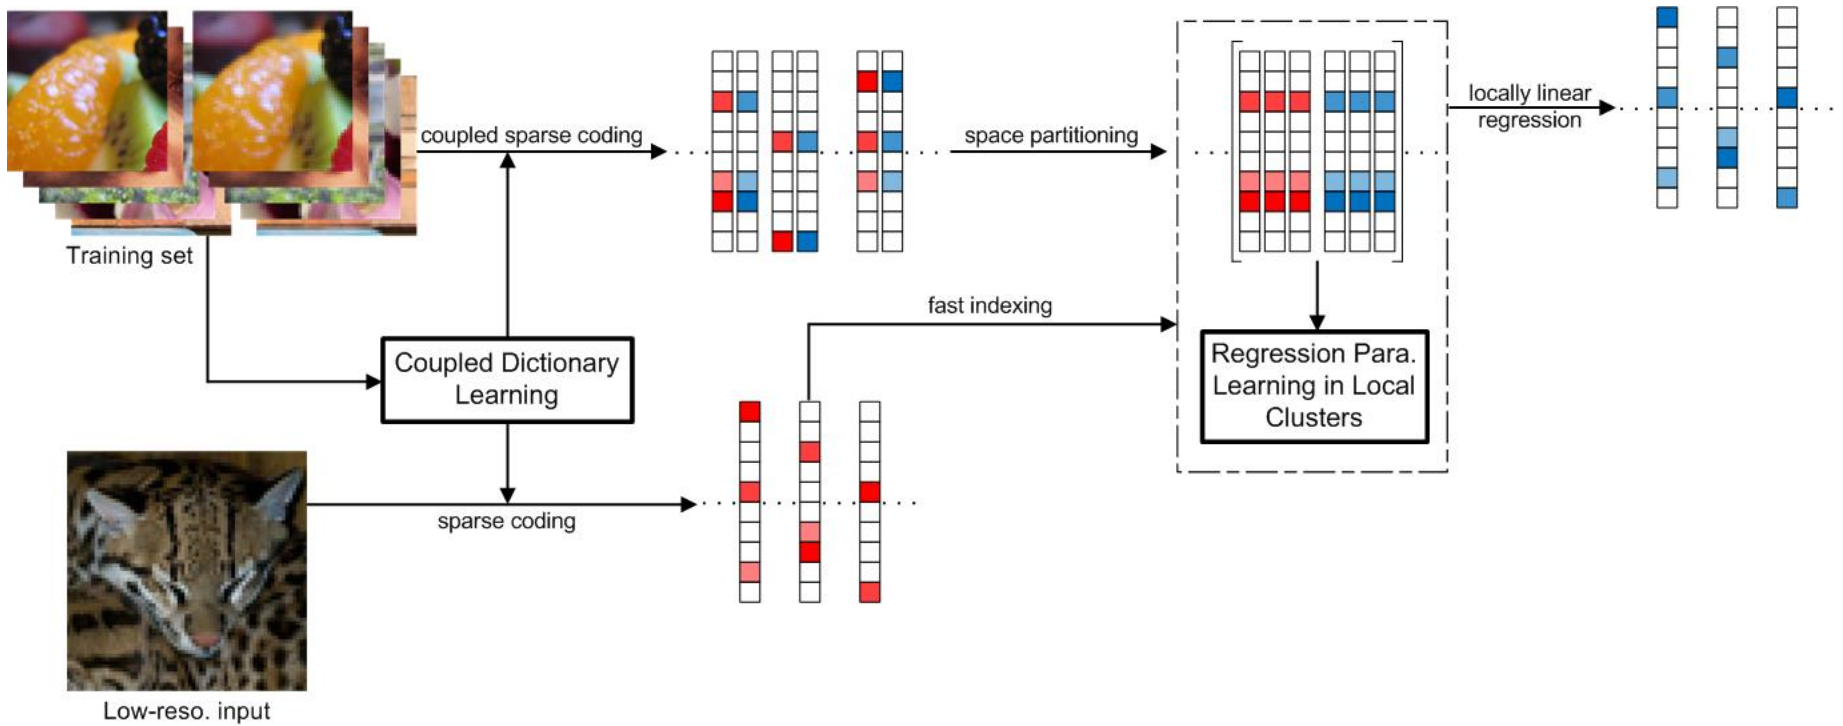 Training set
coupled sparse coding
space partitioning
locally linear
regression
fast indexing
Coupled Dictionary
Learning
Regression Para.
Learning in Local
Clusters
sparse coding
Low-reso. input